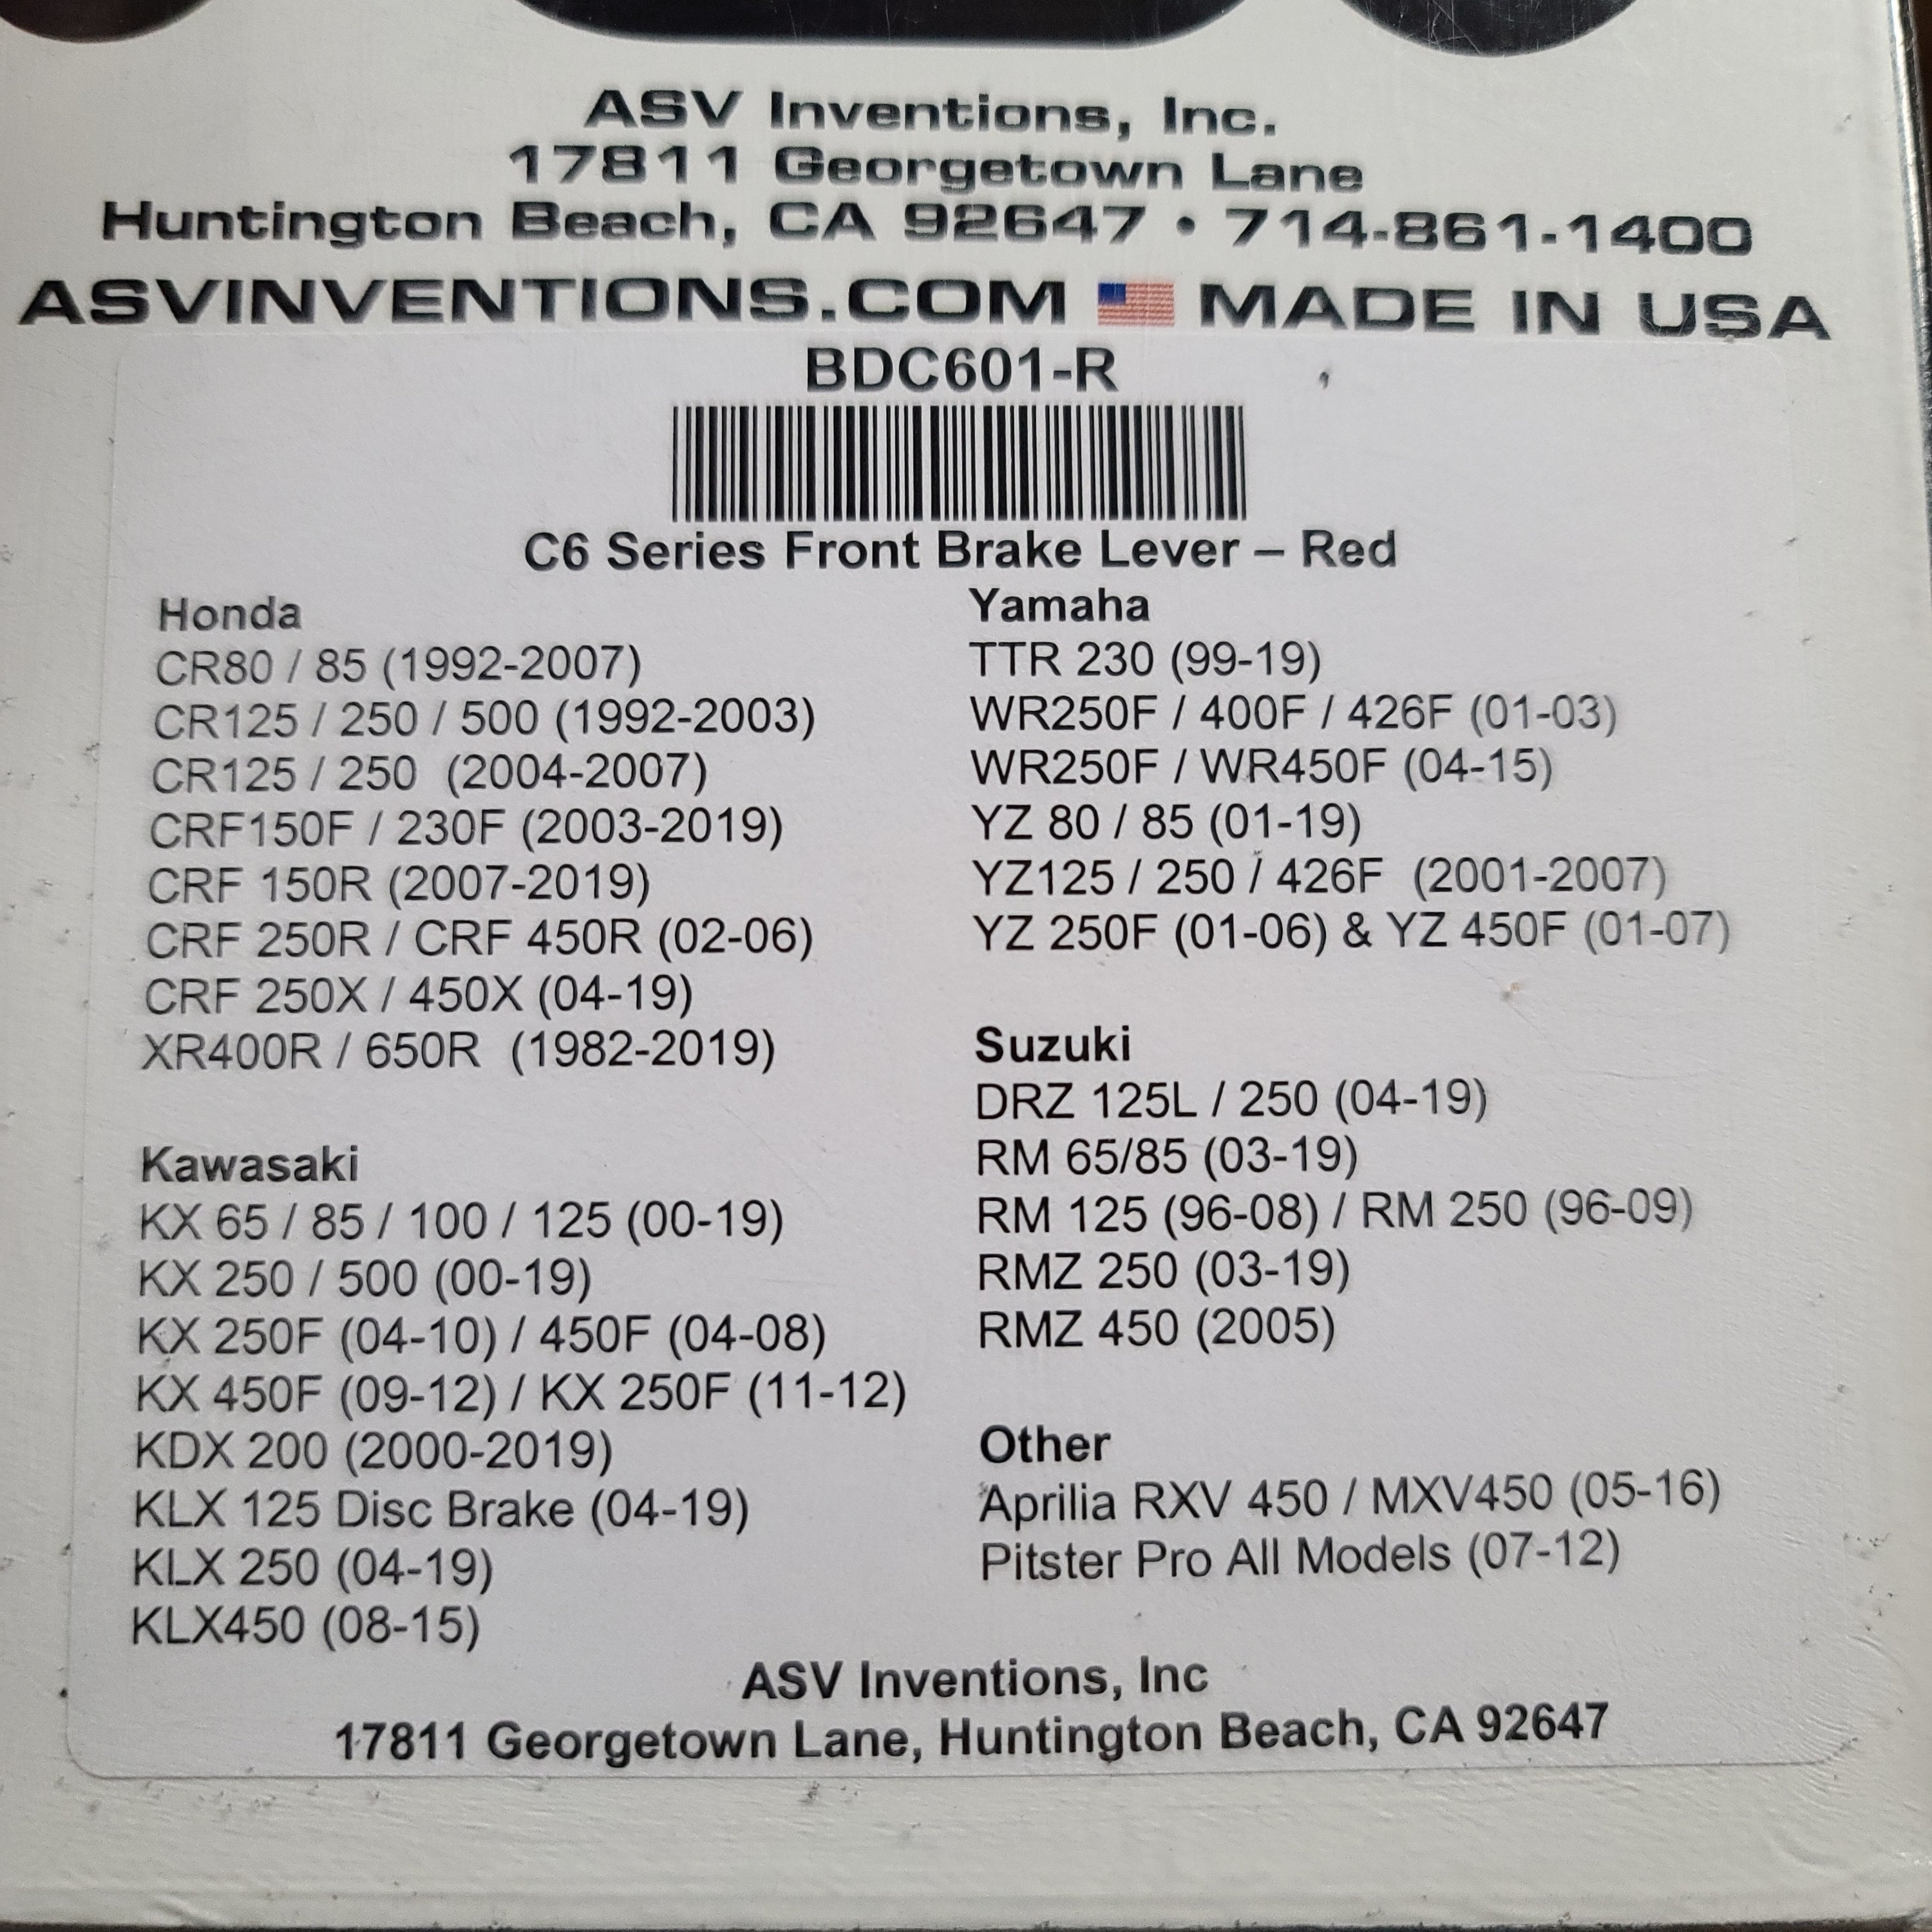 ASV Inventions, Inc.
17811 Georgetown Lane
Huntington Beach, CA 92647 • 714-861-1400
ASVINVENTIONS.COM MADE IN USA
BDC601-R
C6 Series Front Brake Lever – Red
Honda
CR80 / 85 (1992-2007)
CR125 / 250 / 500 (1992-2003)
CR125 / 250 (2004-2007)
CRF150F / 230F (2003-2019)
CRF 150R (2007-2019)
CRF 250R / CRF 450R (02-06)
CRF 250X / 450X (04-19)
XR400R / 650R (1982-2019)
Kawasaki
KX 65 / 85 / 100 / 125 (00-19)
KX 250 / 500 (00-19)
KX 250F (04-10) / 450F (04-08)
KX 450F (09-12) / KX 250F (11-12)
KDX 200 (2000-2019)
KLX 125 Disc Brake (04-19)
KLX 250 (04-19)
KLX450 (08-15)
Yamaha
TTR 230 (99-19)
WR250F / 400F / 426F (01-03)
WR250F / WR450F (04-15)
YZ 80 / 85 (01-19)
YZ125 / 250 / 426F (2001-2007)
YZ 250F (01-06) & YZ 450F (01-07)
Suzuki
DRZ 125L / 250 (04-19)
RM 65/85 (03-19)
RM 125 (96-08) / RM 250 (96-09)
RMZ 250 (03-19)
RMZ 450 (2005)
Other
Aprilia RXV 450 / MXV450 (05-16)
Pitster Pro All Models (07-12)
ASV Inventions, Inc
17811 Georgetown Lane, Huntington Beach, CA 92647